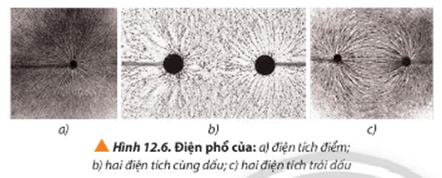 a)
b)
c)
Hình 12.6. Điện phổ của: a) điện tích điểm;
b) hai điện tích cùng dấu; c) hai điện tích trái dấu